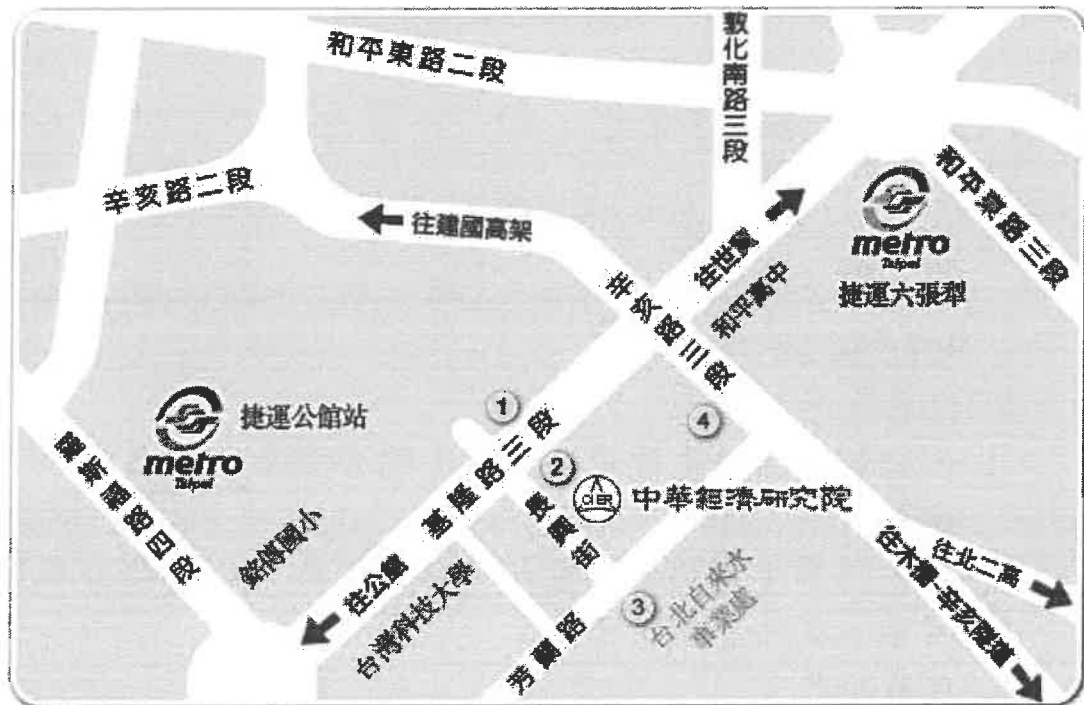 和平東路二段
敦化南路三段
辛亥路二段
往建國高架
往世貿
和平高中
metro
Taipei
捷運六張犁
和平東路三段
辛亥路三段
metro
Taipei
捷運公館站
1
2
3
4
羅斯福路四段
銘傳國小
往公館
基隆路三段
長興街
CIER
中華經濟研究院
台灣科技大學
芳蘭路
台北自來水
事業處
往北二高
往木柵·辛亥隧道